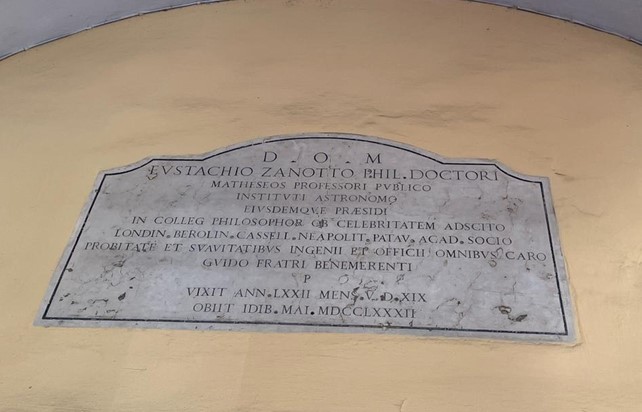 D . O . M
EVSTACHIO ZANOTTO PHIL. DOCTORI
MATHESEOS PROFESSORI PVBLICO
INSTITVTI ASTRONOMO
EIVSDEMQVE PRÆSIDI
IN COLLEG PHILOSOPHOR OB CELEBRITATEM ADSCITO
LONDIN. BEROLIN. CASSELL. NEAPOLIT. PATAV. ACAD. SOCIO
PROBITATE ET SVAVITATIBVS INGENII ET OFFICII OMNIBVS CARO
GVIDO FRATRI BENEMERENTI
P
VIXIT ANN. LXXII MENS. V. D. XIX
OBIIT IDIB. MAI. MDCCLXXXII